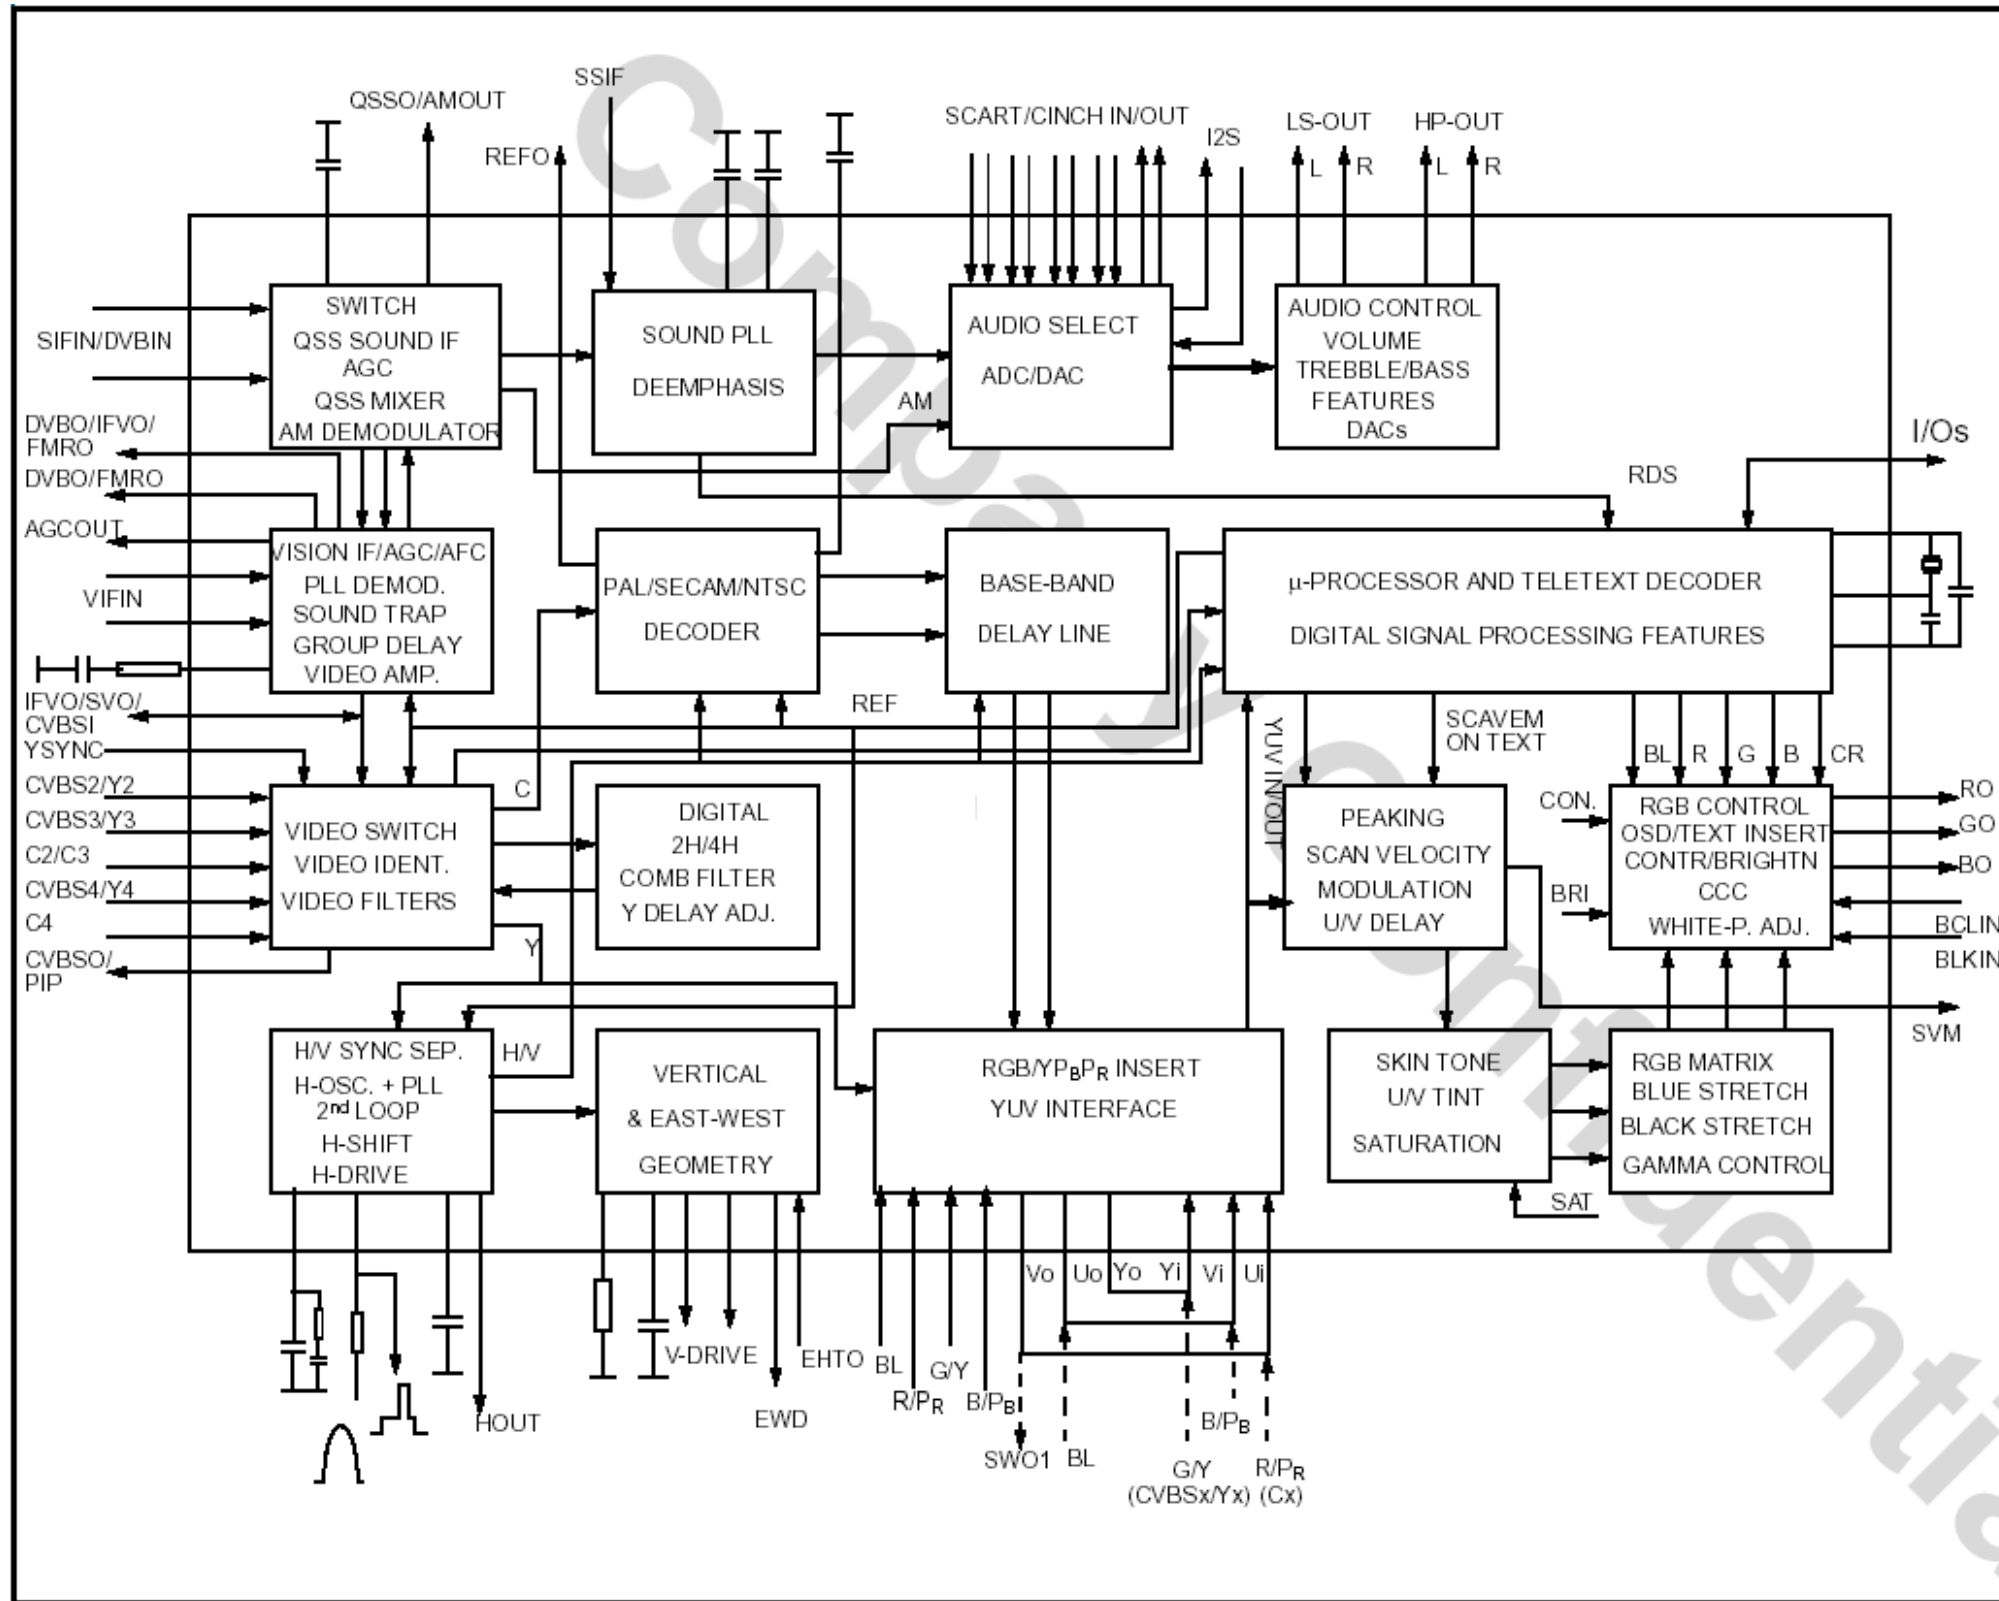 SSIF
QSSO/AMOUT
SCART/CINCH IN/OUT
LS-OUT
HP-OUT
I2S
REFO
L
R
L
R
SIFIN/DVBIN
SWITCH
QSS SOUND IF
AGC
QSS MIXER
AM DEMODULATOR
SOUND PLL
DEEMPHASIS
AUDIO SELECT
ADC/DAC
AM
AUDIO CONTROL
VOLUME
TREBBLE/BASS
FEATURES
DACs
DVBO/IFVO/
FMRO
DVBO/FMRO
AGCOUT
VIFIN
I/Os
RDS
VISION IF/AGC/AFC
PLL DEMOD.
SOUND TRAP
GROUP DELAY
VIDEO AMP.
PAL/SECAM/NTSC
DECODER
BASE-BAND
DELAY LINE
µ-PROCESSOR AND TELETEXT DECODER
DIGITAL SIGNAL PROCESSING FEATURES
IFVO/SVO/
CVBSI
YSYNC
CVBS2/Y2
CVBS3/Y3
C2/C3
CVBS4/Y4
C4
CVBSO/
PIP
REF
YUV IN/OUT
SCAVEM
ON TEXT
BL
R
G
B
CR
C
VIDEO SWITCH
VIDEO IDENT.
VIDEO FILTERS
DIGITAL
2H/4H
COMB FILTER
Y DELAY ADJ.
PEAKING
SCAN VELOCITY
MODULATION
U/V DELAY
CON.
BRI
RGB CONTROL
OSD/TEXT INSERT
CONTR/BRIGHTN
CCC
WHITE-P. ADJ.
RO
GO
BO
BCLIN
BLKIN
SVM
Y
H/V
H/V SYNC SEP.
H-OSC. + PLL
2nd LOOP
H-SHIFT
H-DRIVE
VERTICAL
& EAST-WEST
GEOMETRY
RGB/YPBPR INSERT
YUV INTERFACE
SKIN TONE
U/V TINT
SATURATION
RGB MATRIX
BLUE STRETCH
BLACK STRETCH
GAMMA CONTROL
SAT
Vo
Uo
Yo
Yi
Vi
Ui
V-DRIVE
EHTO
BL
G/Y
R/PR
B/PB
HOUT
EWD
B/PB
SWO1
BL
G/Y
(CVBSx/Yx)
R/PR
(Cx)
Company Confidentia